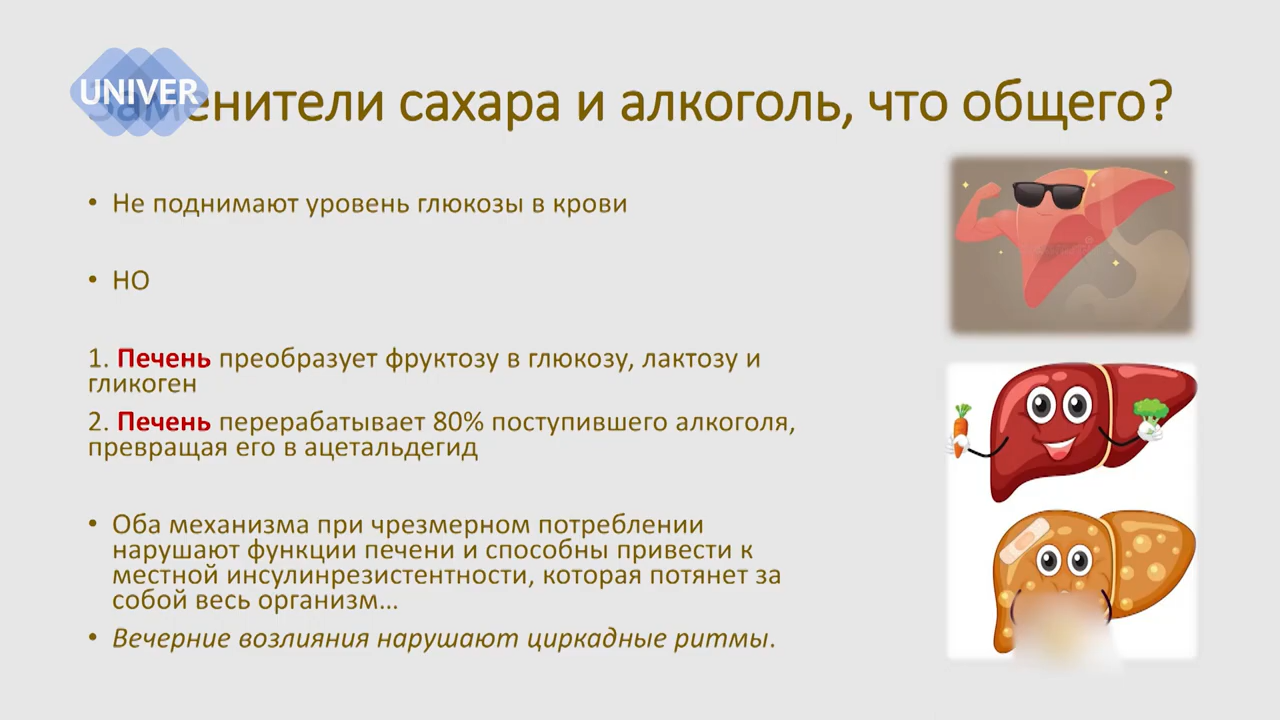 UNIVER
Заменители сахара и алкоголь, что общего?
• Не поднимают уровень глюкозы в крови
• НО
1. Печень преобразует фруктозу в глюкозу, лактозу и
гликоген
2. Печень перерабатывает 80% поступившего алкоголя,
превращая его в ацетальдегид
• Оба механизма при чрезмерном потреблении
нарушают функции печени и способны привести к
местной инсулинрезистентности, которая потянет за
собой весь организм...
• Вечерние возлияния нарушают циркадные ритмы.